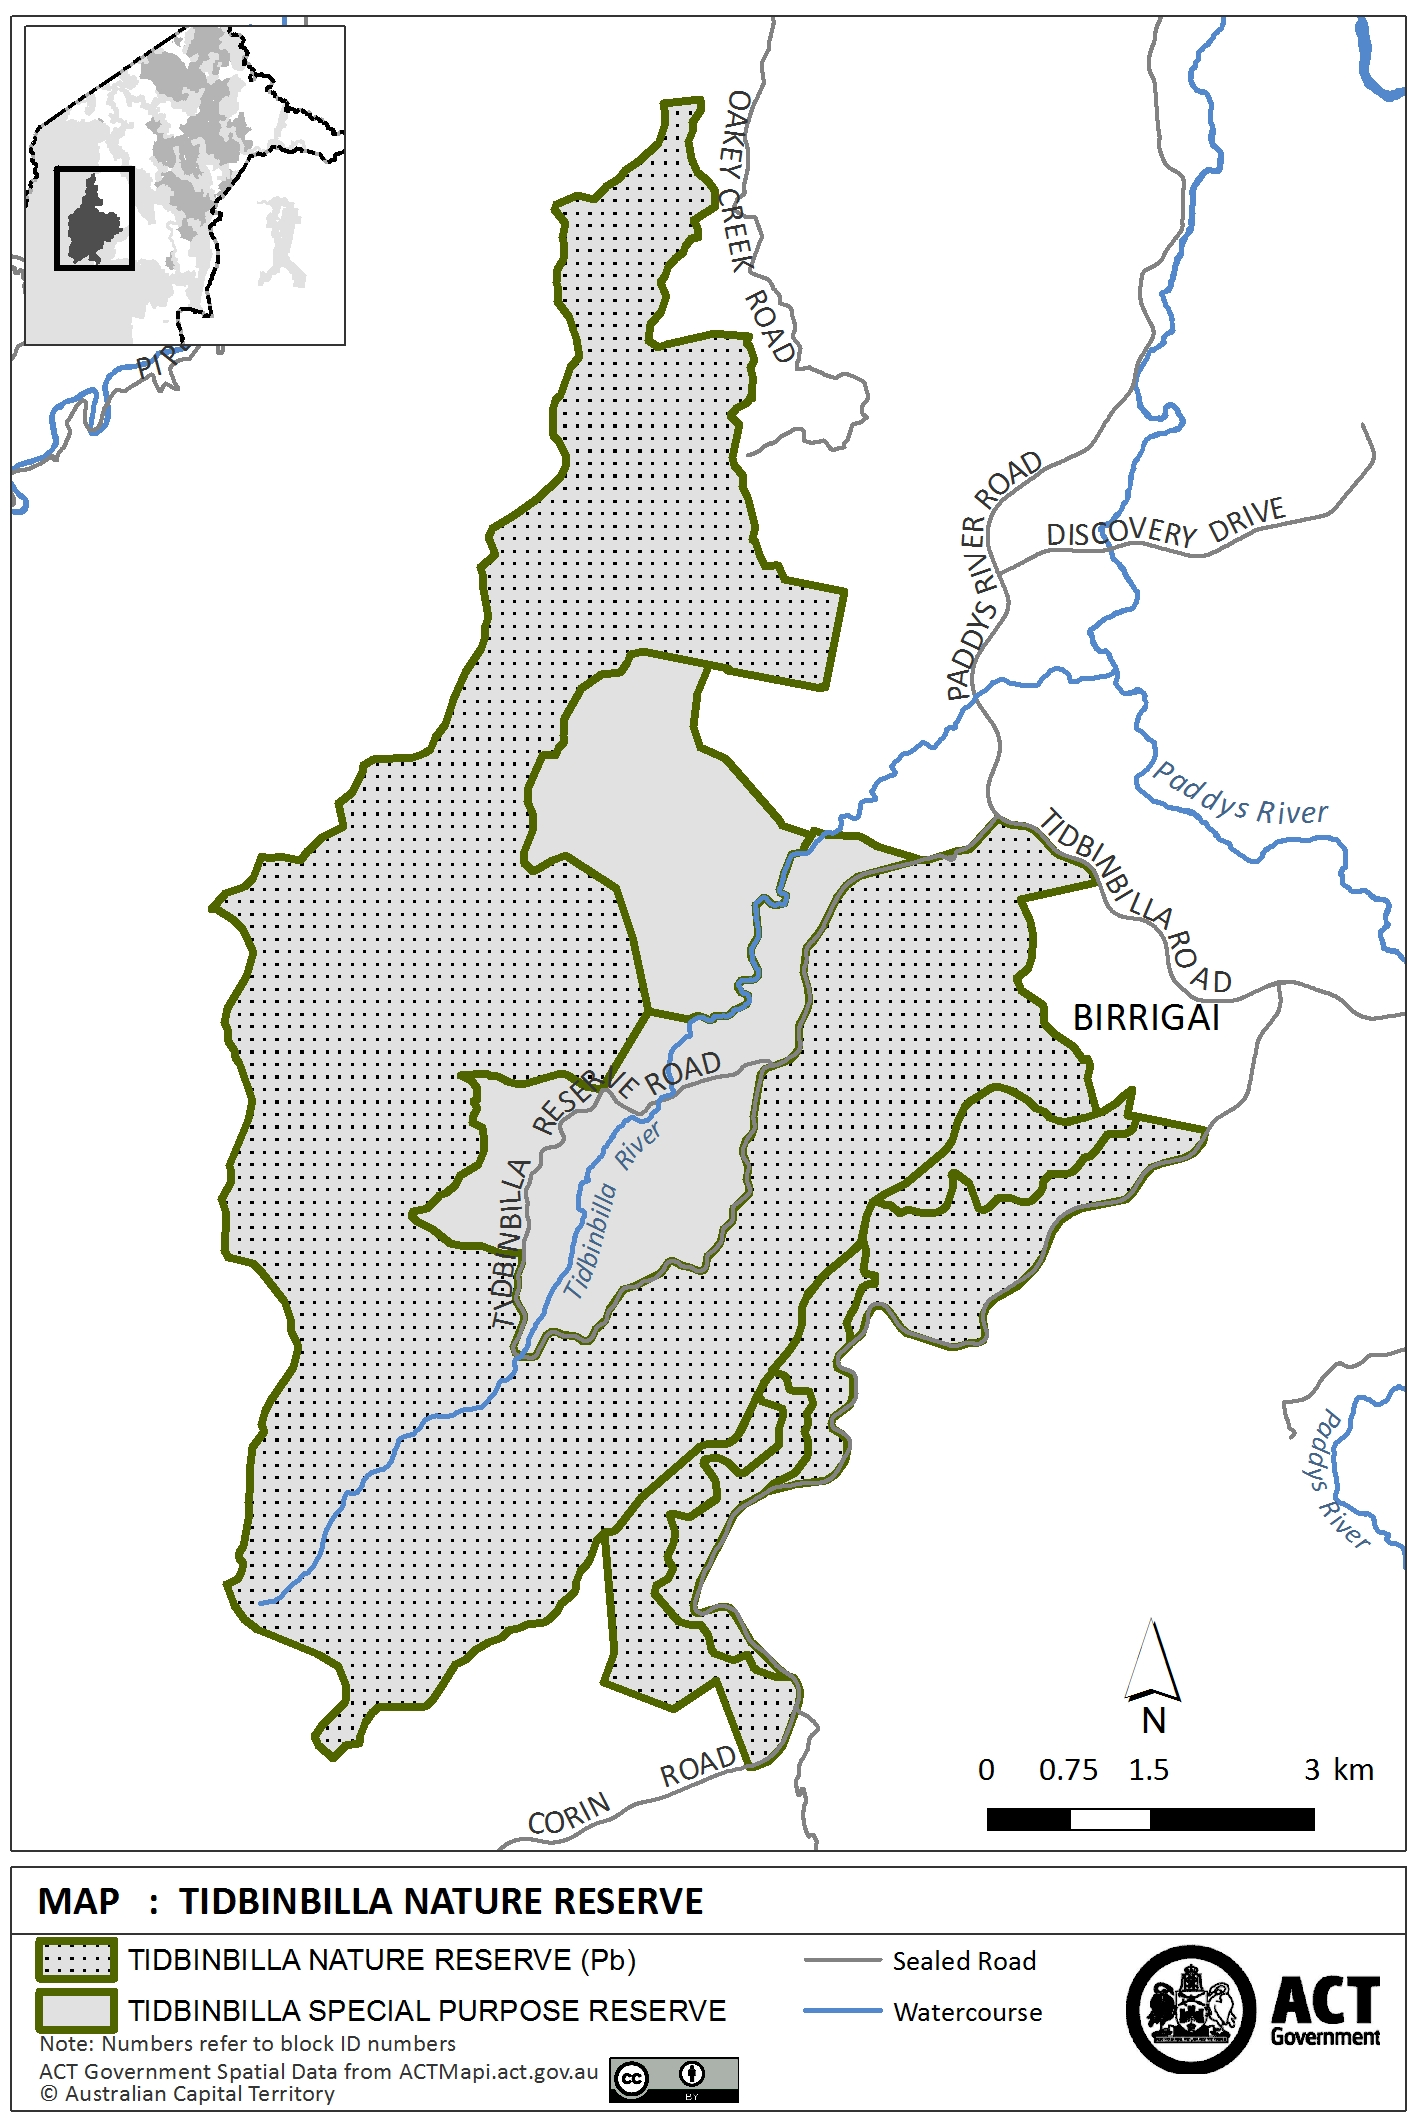 OAKEY CREEK ROAD
PADDYS RIVER ROAD
DISCOVERY DRIVE
Paddys River
TIDBINBILLA ROAD
BIRRIGAI
TIDBINBILLA RESERVE ROAD
Tidbinbilla River
Paddys River
CORIN ROAD
N
0 0.75 1.5 3 km
MAP : TIDBINBILLA NATURE RESERVE
TIDBINBILLA NATURE RESERVE (Pb)
TIDBINBILLA SPECIAL PURPOSE RESERVE
Sealed Road
Watercourse
Note: Numbers refer to block ID numbers
ACT Government Spatial Data from ACTMapi.act.gov.au
© Australian Capital Territory
cc
BY
ACT
Government